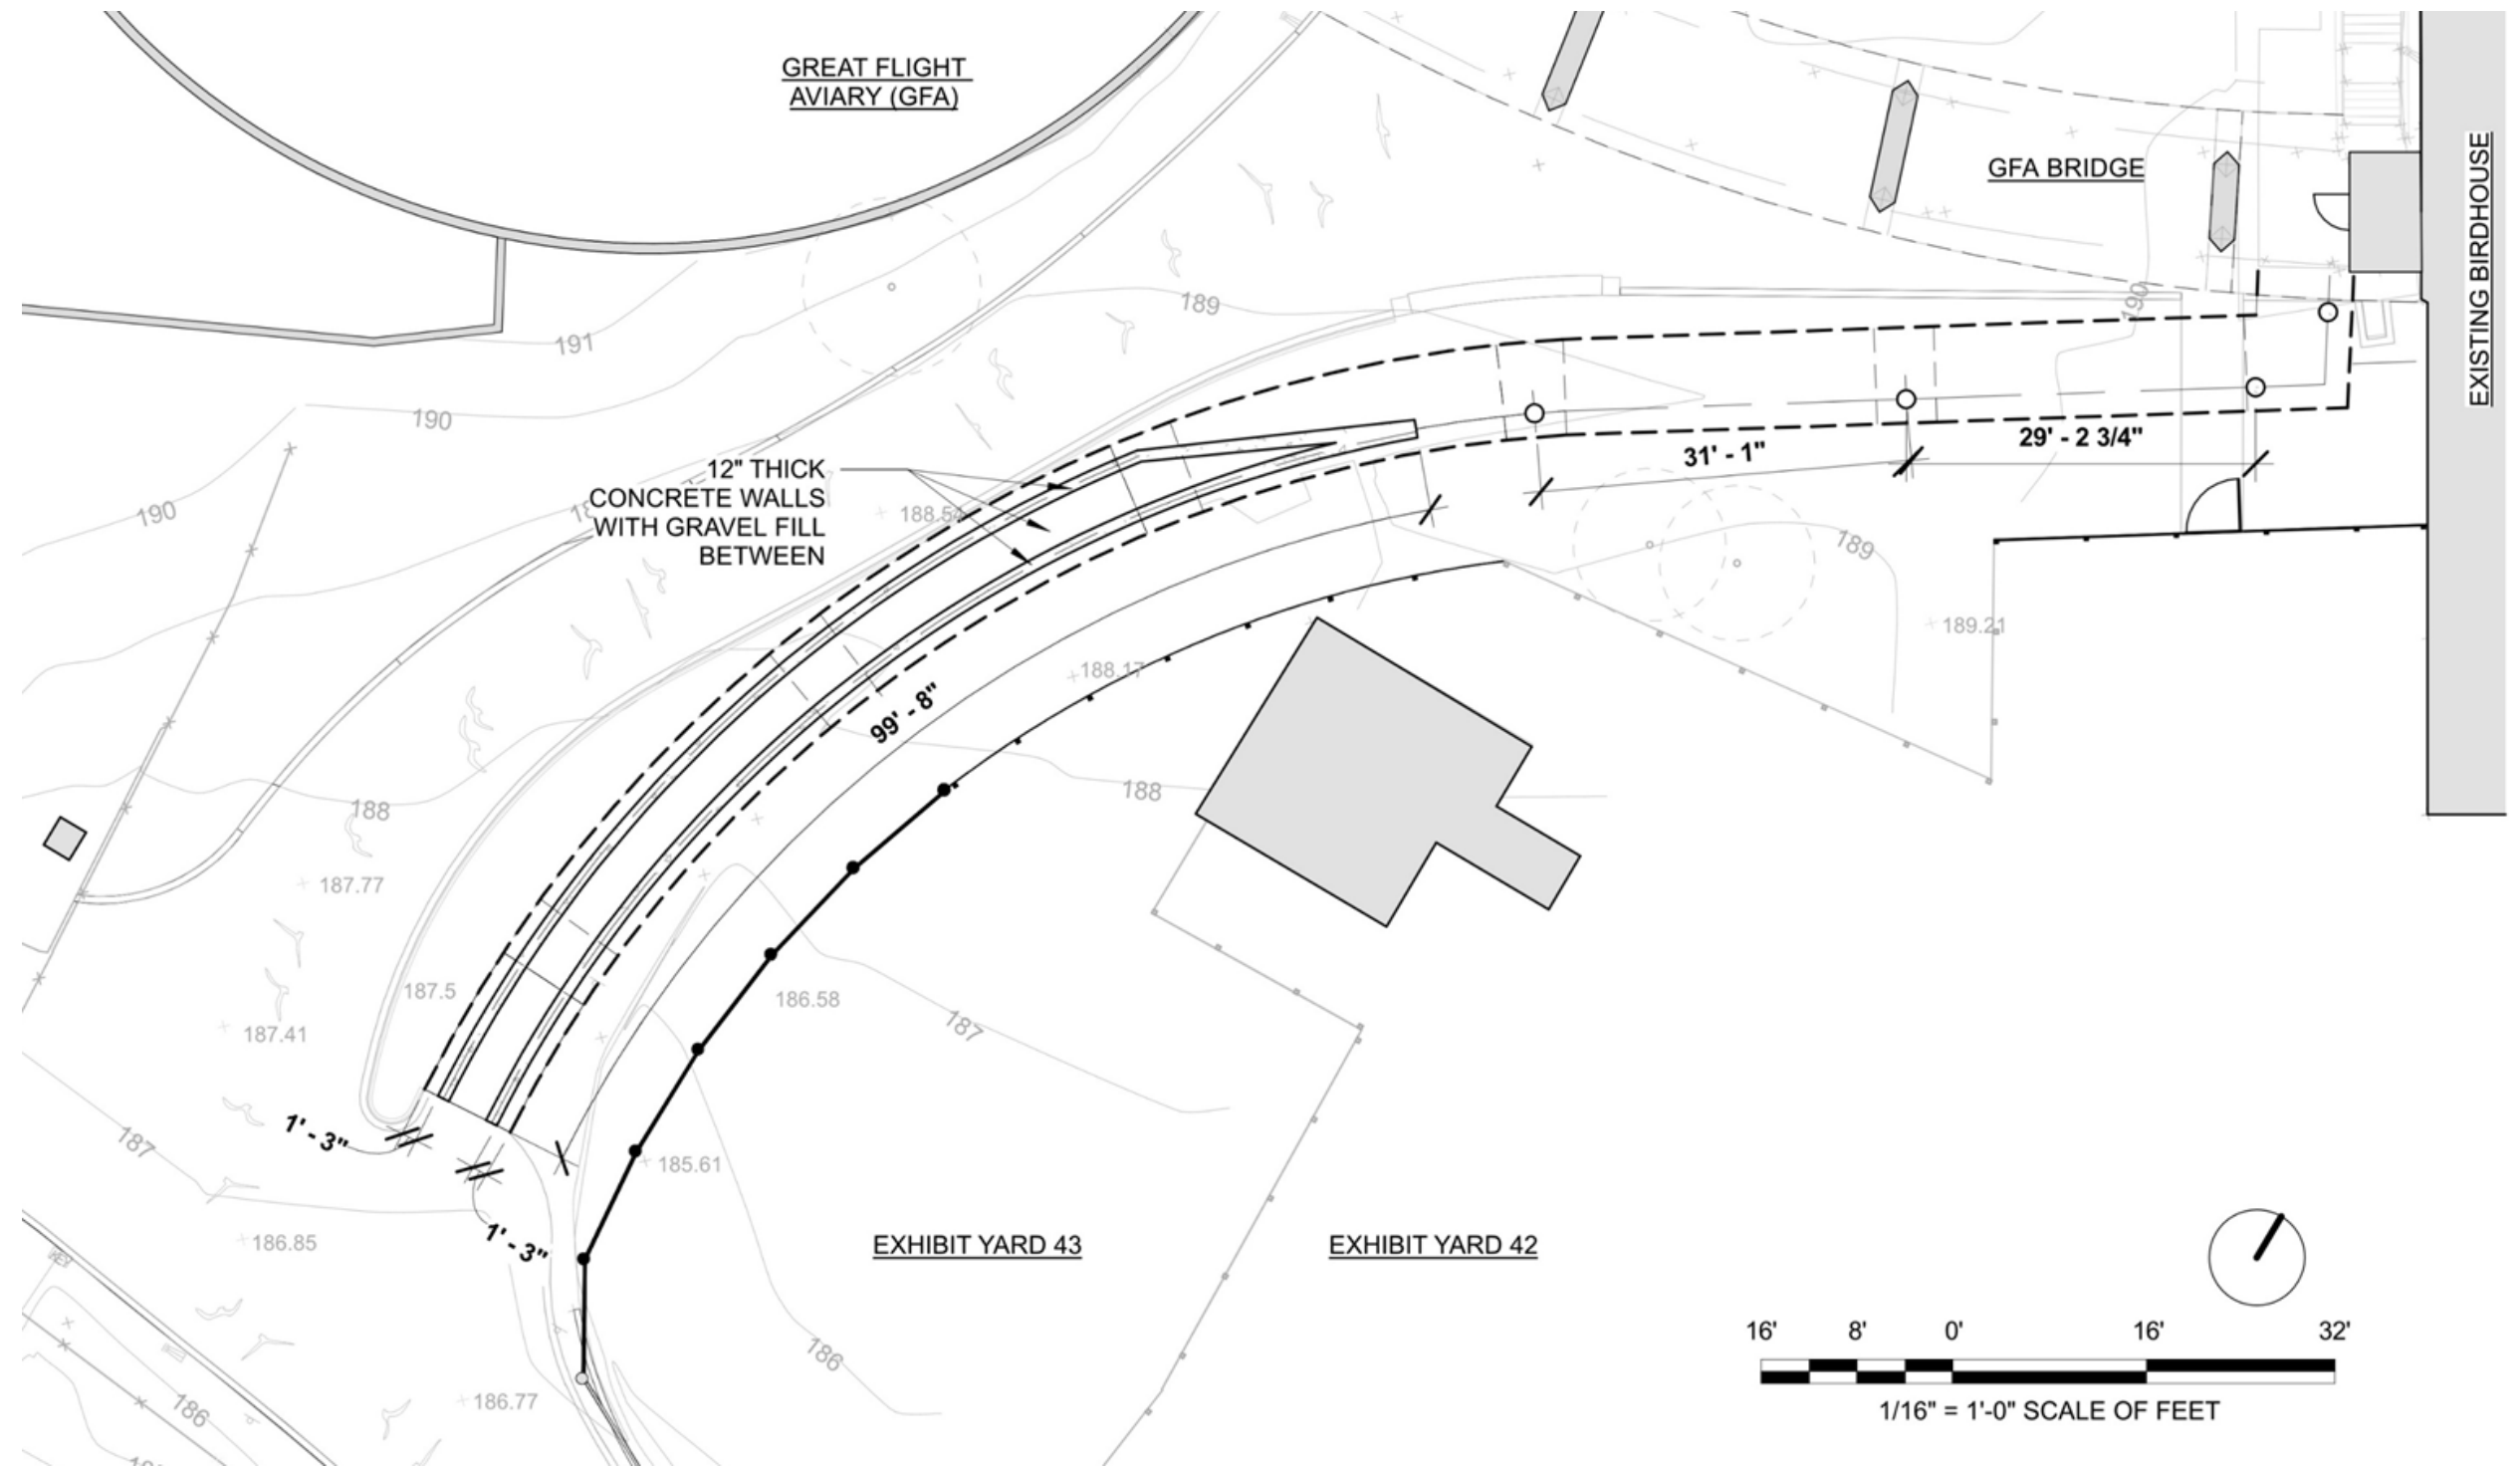 GREAT FLIGHT
AVIARY (GFA)
GFA BRIDGE
EXISTING BIRDHOUSE
190
189
191
190
12" THICK
CONCRETE WALLS
WITH GRAVEL FILL
BETWEEN
31' - 1"
29' - 2 3/4"
190
188.54
189
189.21
188.17
99' - 8"
188
188
187.77
187.5
186.58
187
187.41
1' - 3"
187
185.61
1' - 3"
186.85
EXHIBIT YARD 43
EXHIBIT YARD 42
16'
8'
0'
16'
32'
186
186
186.77
1/16" = 1'-0" SCALE OF FEET